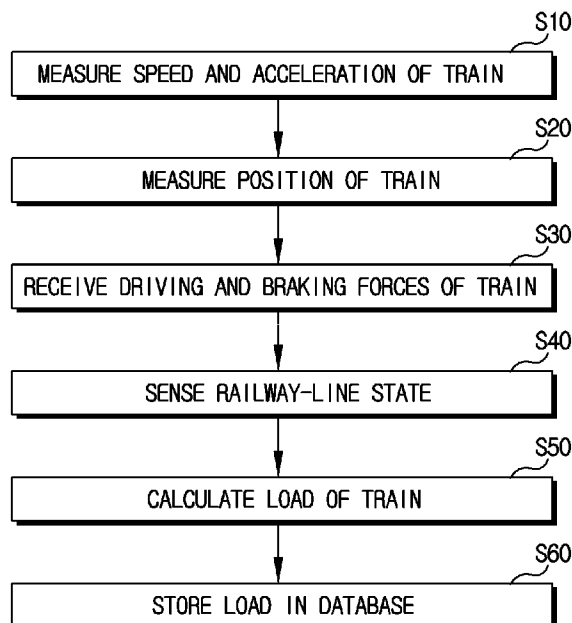 S10
MEASURE SPEED AND ACCELERATION OF TRAIN
S20
MEASURE POSITION OF TRAIN
S30
RECEIVE DRIVING AND BRAKING FORCES OF TRAIN
S40
SENSE RAILWAY-LINE STATE
S50
CALCULATE LOAD OF TRAIN
S60
STORE LOAD IN DATABASE